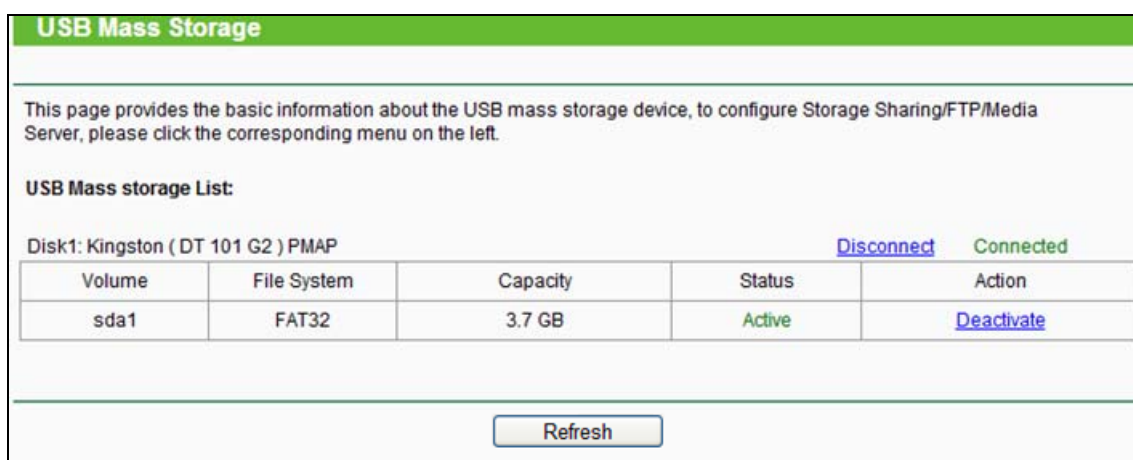 USB Mass Storage
This page provides the basic information about the USB mass storage device, to configure Storage Sharing/FTP/Media
Server, please click the corresponding menu on the left.
USB Mass storage List:
Disk1: Kingston ( DT 101 G2 ) PMAP Disconnect Connected
Volume File System Capacity Status Action
sda1 FAT32 3.7 GB Active Deactivate
Refresh